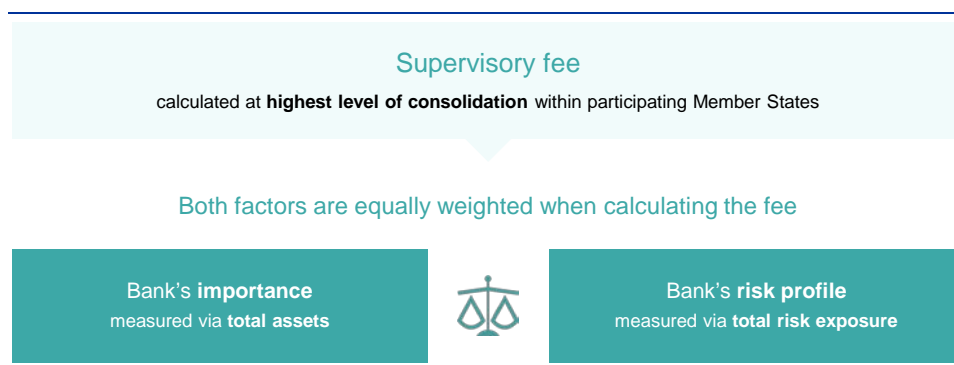 Supervisory fee
calculated at highest level of consolidation within participating Member States
Both factors are equally weighted when calculating the fee
Bank's importance
measured via total assets
Bank's risk profile
measured via total risk exposure